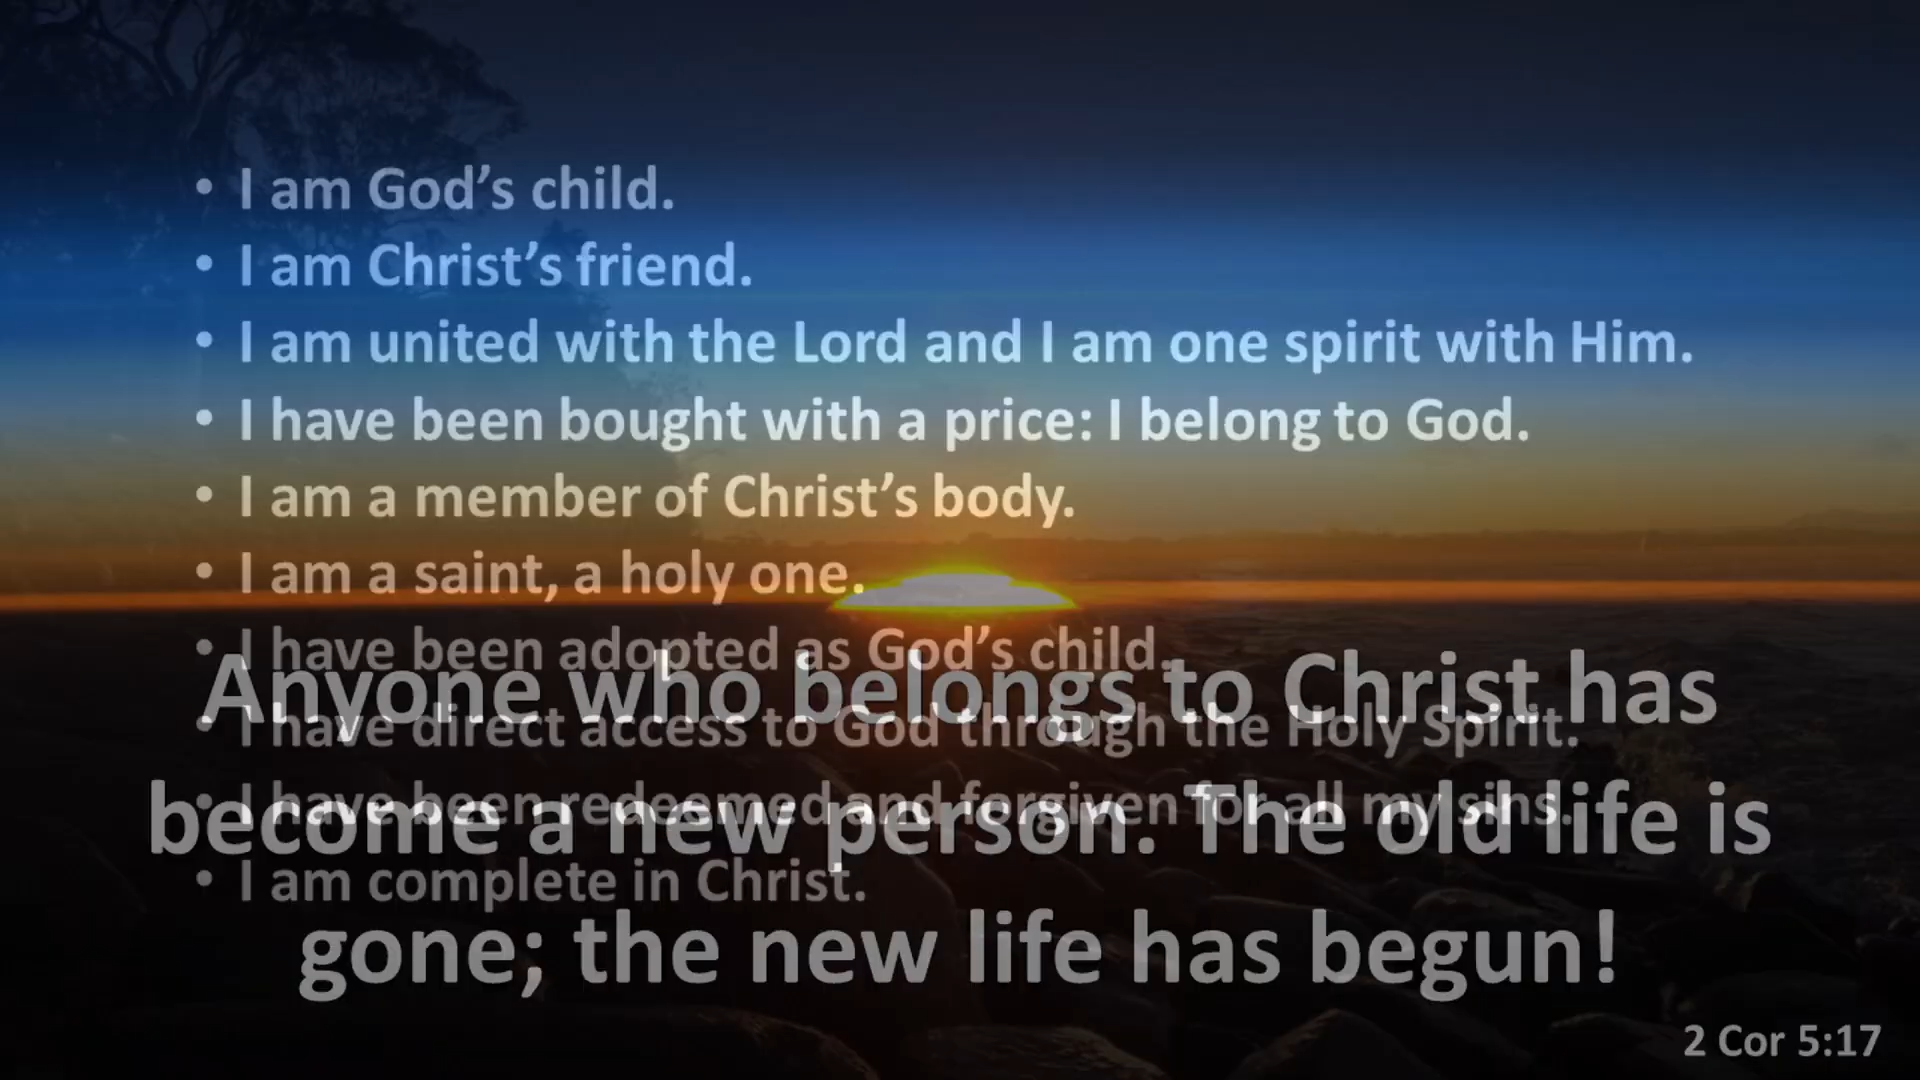 • I am God’s child.
• I am Christ’s friend.
• I am united with the Lord and I am one spirit with Him.
• I have been bought with a price: I belong to God.
• I am a member of Christ’s body.
• I am a saint, a holy one.
• I have been adopted as God’s child.
• I have direct access to God through the Holy Spirit.
• I have been redeemed and forgiven for all my sins.
• I am complete in Christ.
Anyone who belongs to Christ has
become a new person. The old life is
gone; the new life has begun!
2 Cor 5:17